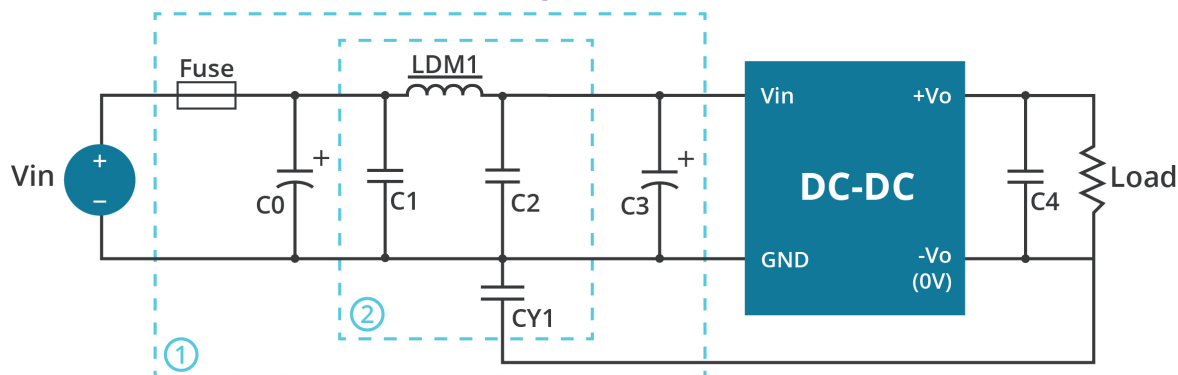 Fuse
LDM1
Vin
+
−
+
C0
C1
C2
+
C3
CY1
1
2
Vin
+Vo
DC-DC
GND
-Vo
(0V)
C4
Load